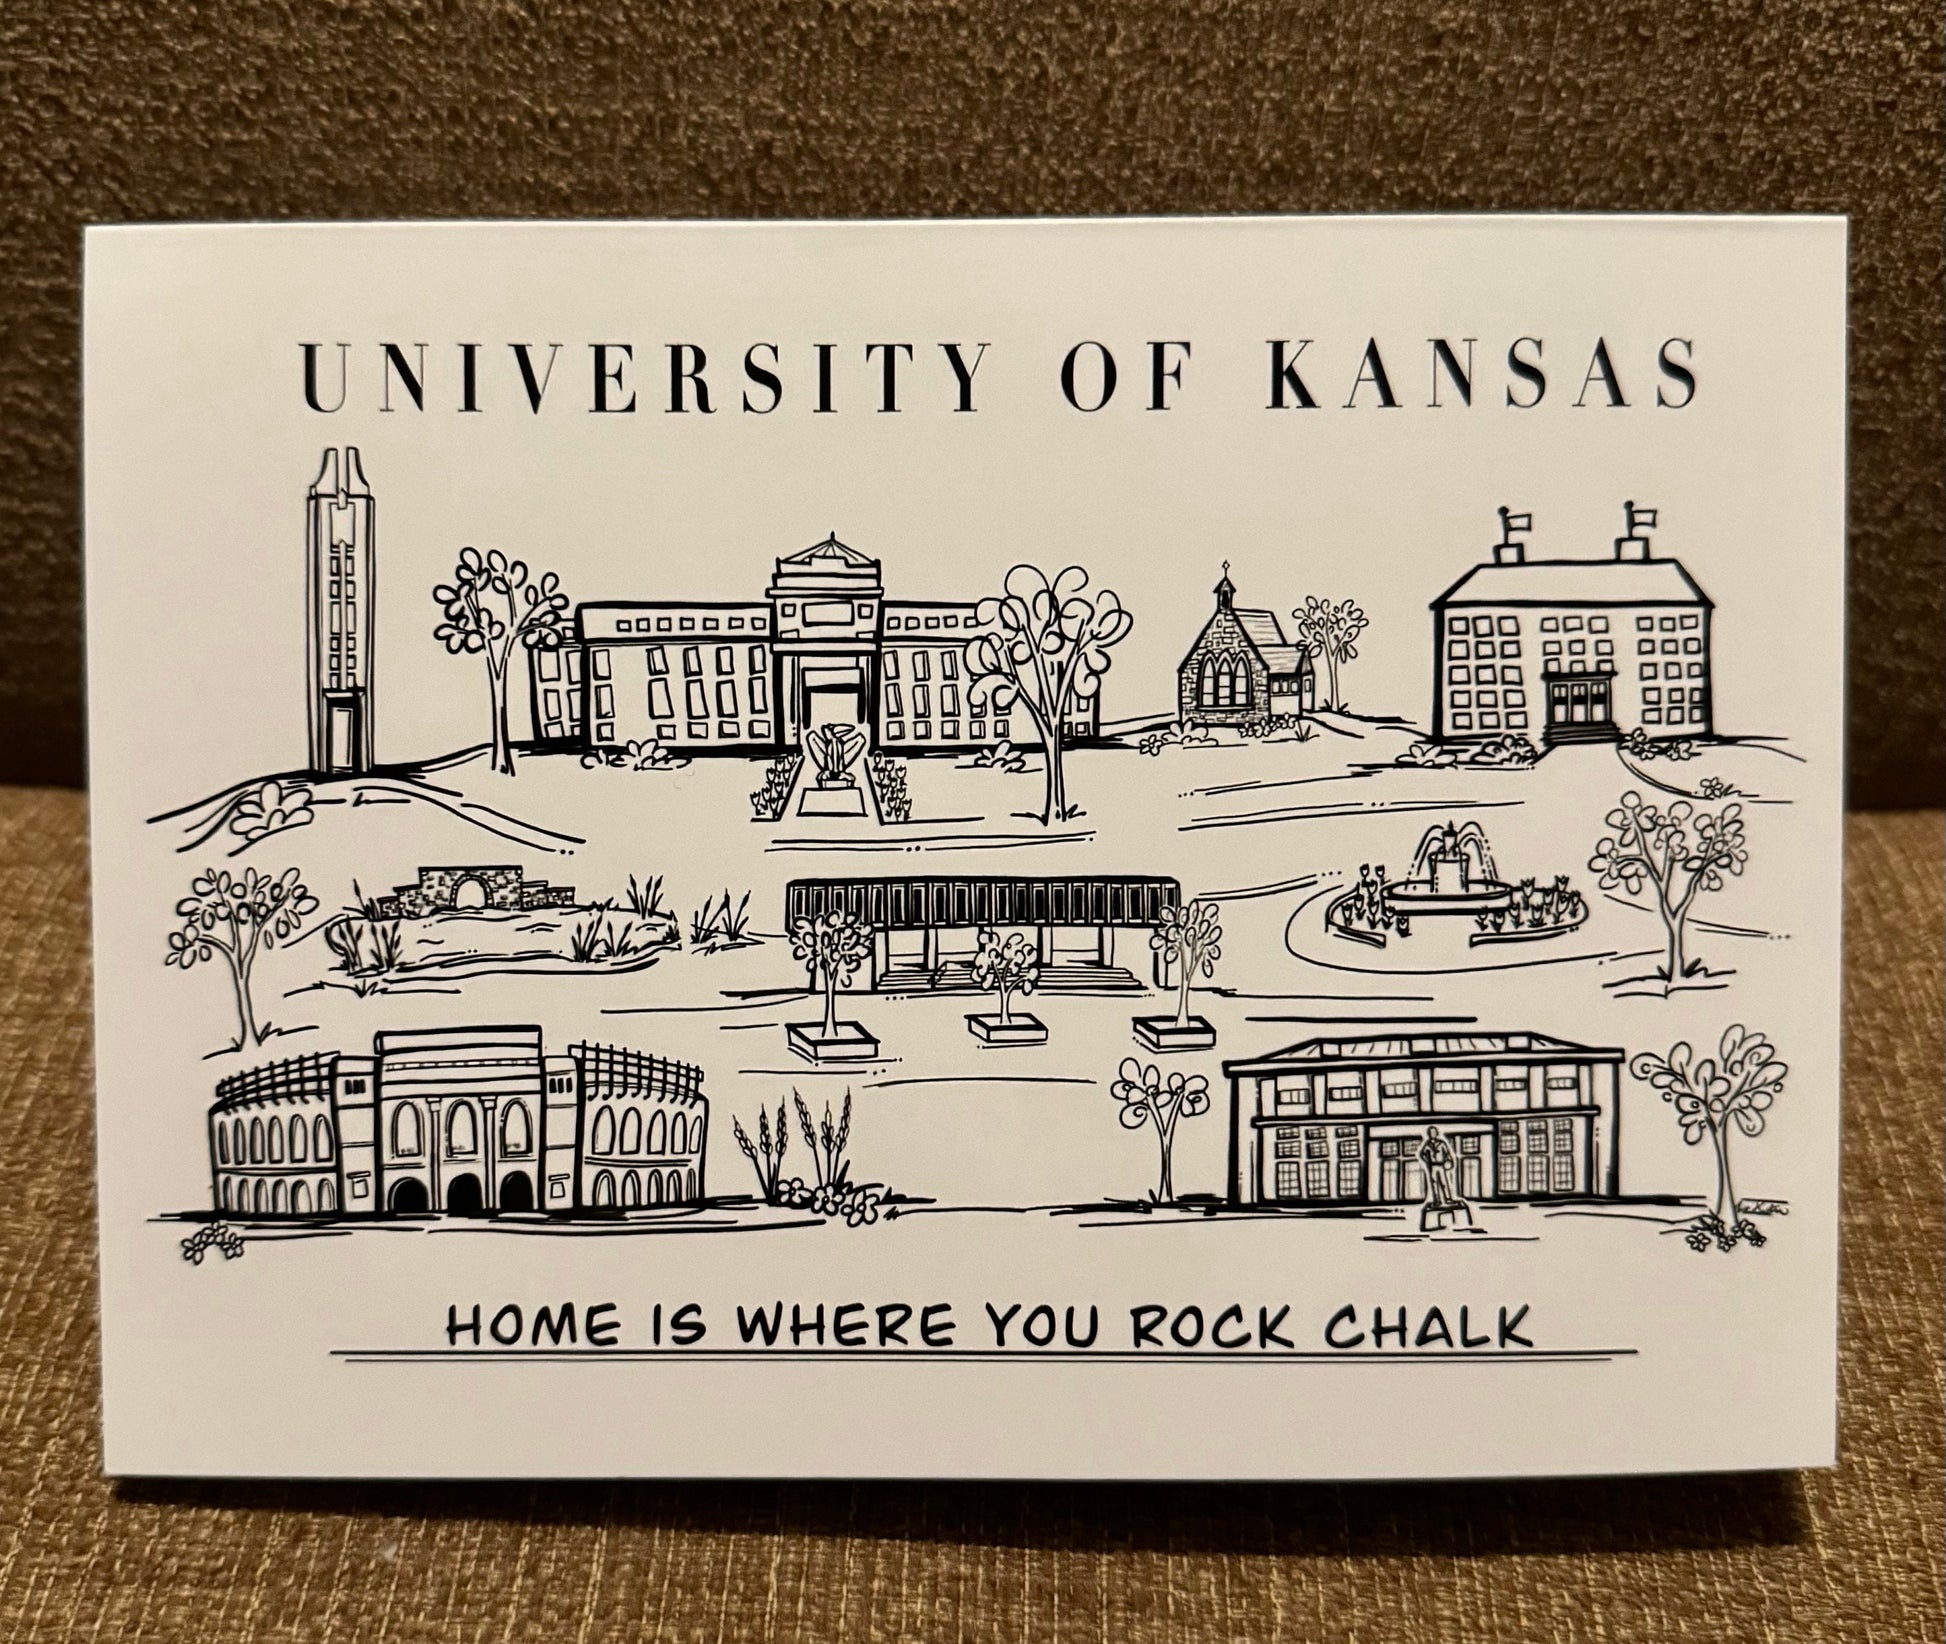 UNIVERSITY OF KANSAS
HOME IS WHERE YOU ROCK CHALK